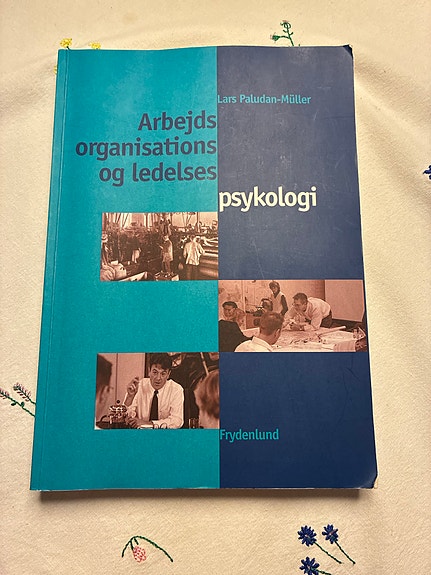 Lars Paludan-Müller
Arbejds
organisations
og ledelses
psykologi
Frydenlund